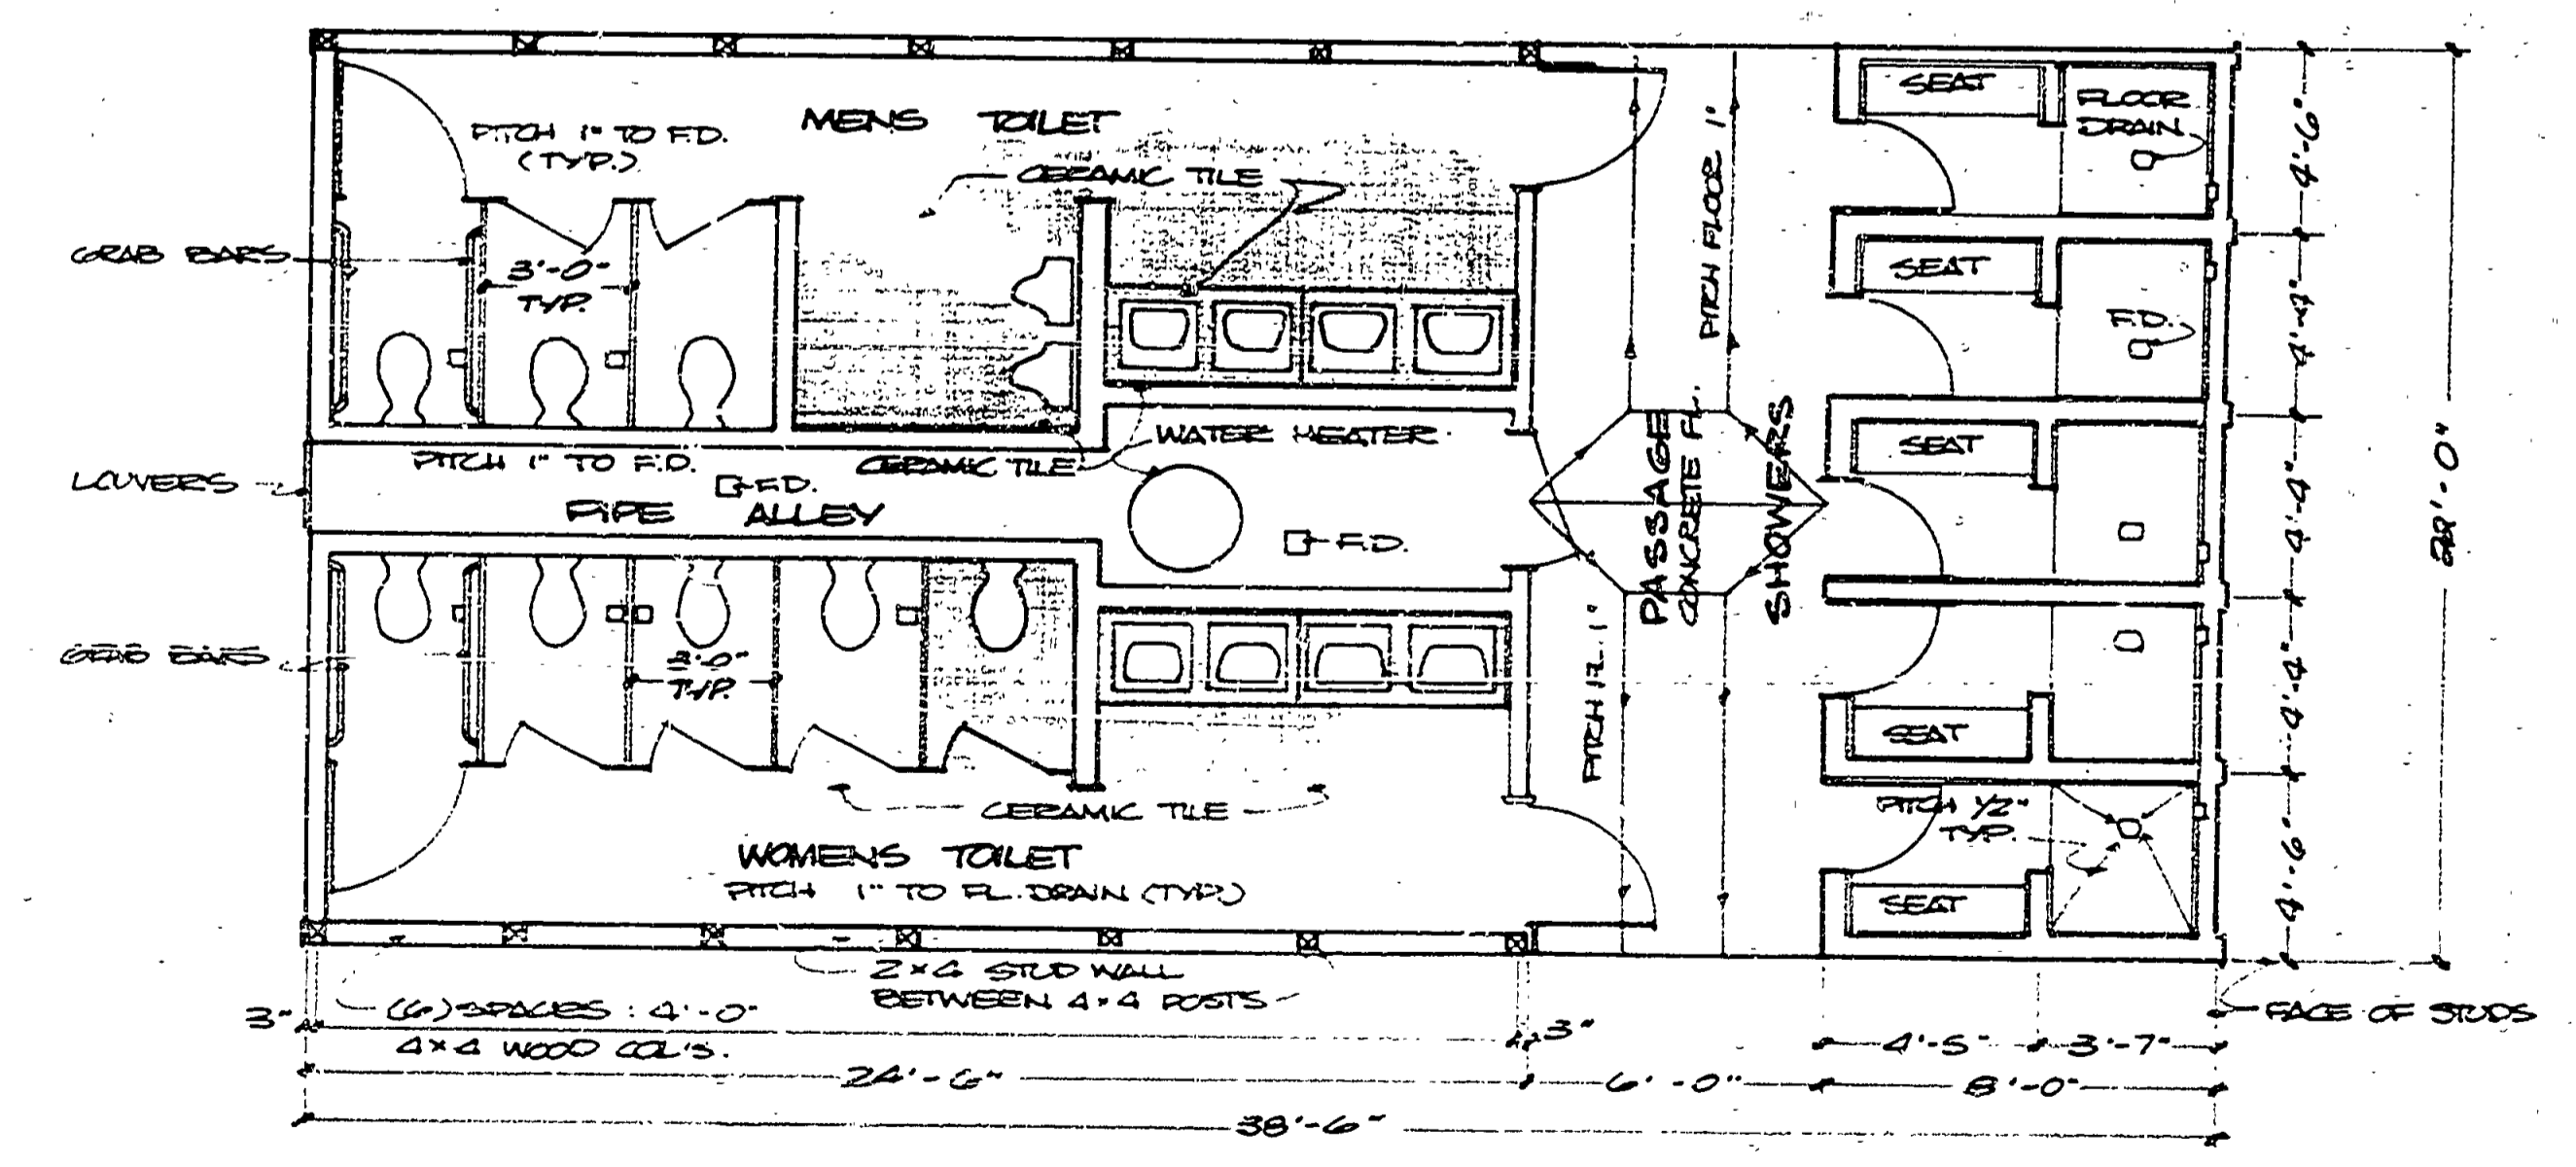 MENS TOILET
PITCH 1" TO F.D.
(TYP.)
CERAMIC TILE
SEAT
FLOOR
DRAIN
4'-6"
GRAB BARS
3'-0"
TYP.
PITCH FLOOR 1"
SEAT
F.D.
4'-4"
WATER HEATER
PITCH 1" TO F.D.
CERAMIC TILE
LOUVERS
F.D.
PIPE ALLEY
F.D.
PASSAGE
CONCRETE FL.
SHOWERS
SEAT
4'-4"
28'-0"
GRAB BARS
3'-0"
TYP.
PITCH FL. 1"
SEAT
4'-4"
CERAMIC TILE
PITCH 1/2"
TYP.
WOMENS TOILET
PITCH 1" TO FL. DRAIN (TYP.)
SEAT
4'-6"
2x4 STUD WALL
BETWEEN 4x4 POSTS
3"
(6) SPACES : 4'-0"
4x4 WOOD COL'S.
3"
FACE OF STUDS
4'-5"
3'-7"
24'-6"
6'-0"
8'-0"
38'-6"